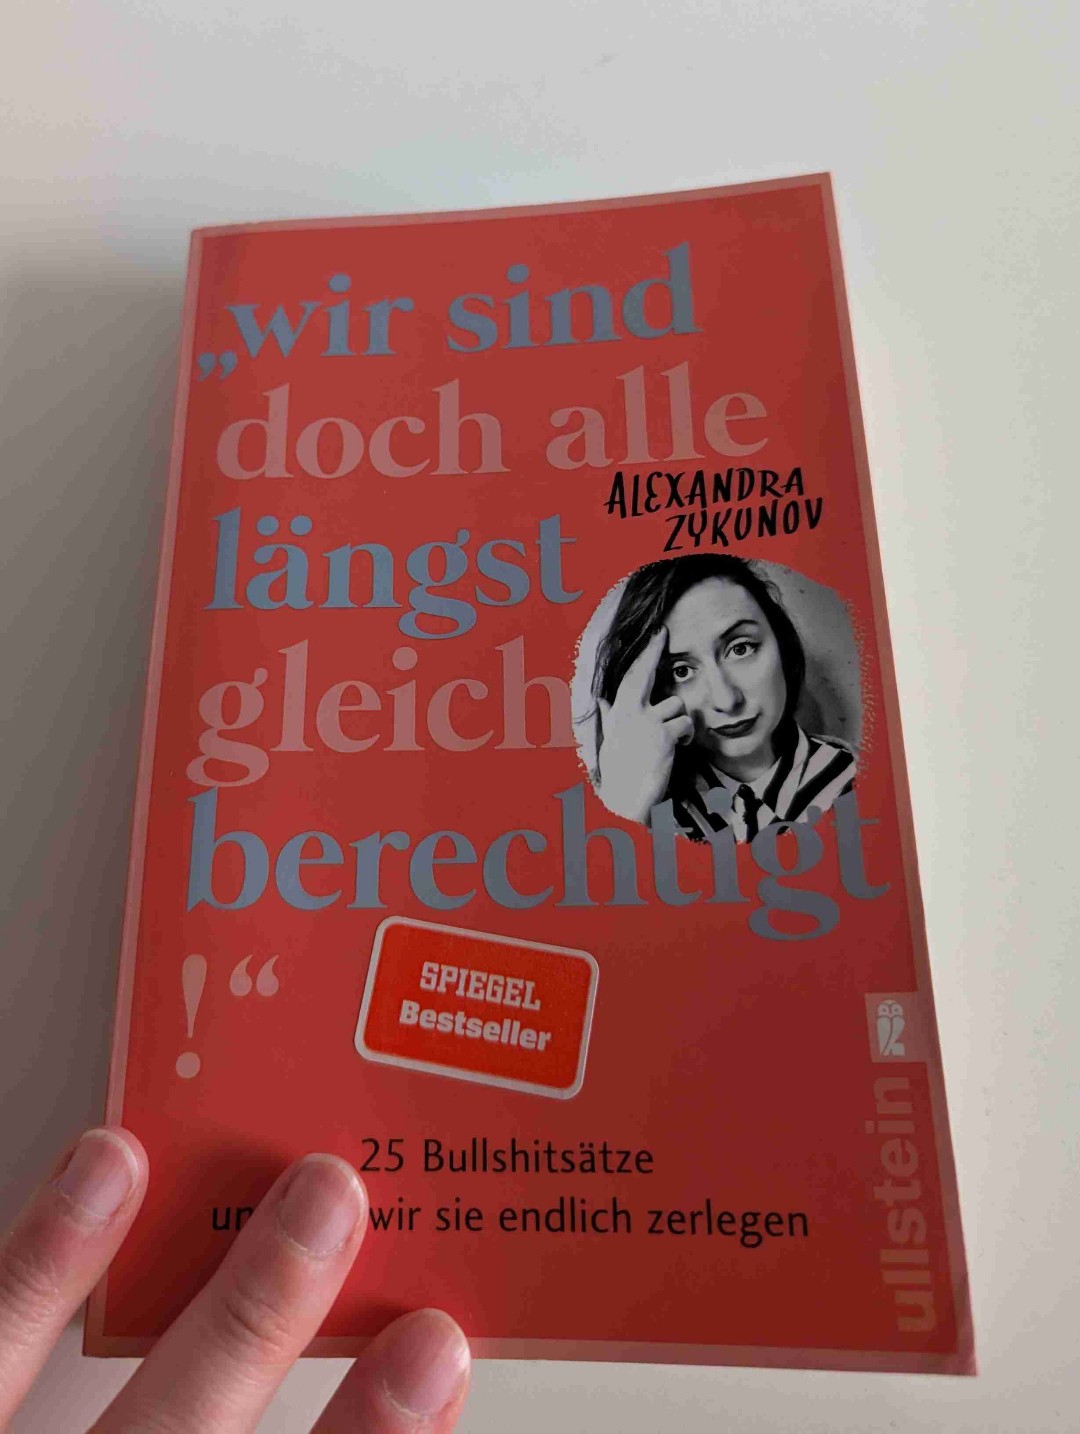 „wir sind
doch alle
längst
gleich
berechtigt
!“
ALEXANDRA
ZYKUNOV
SPIEGEL
Bestseller
25 Bullshitsätze
wir sie endlich zerlegen
ullstein